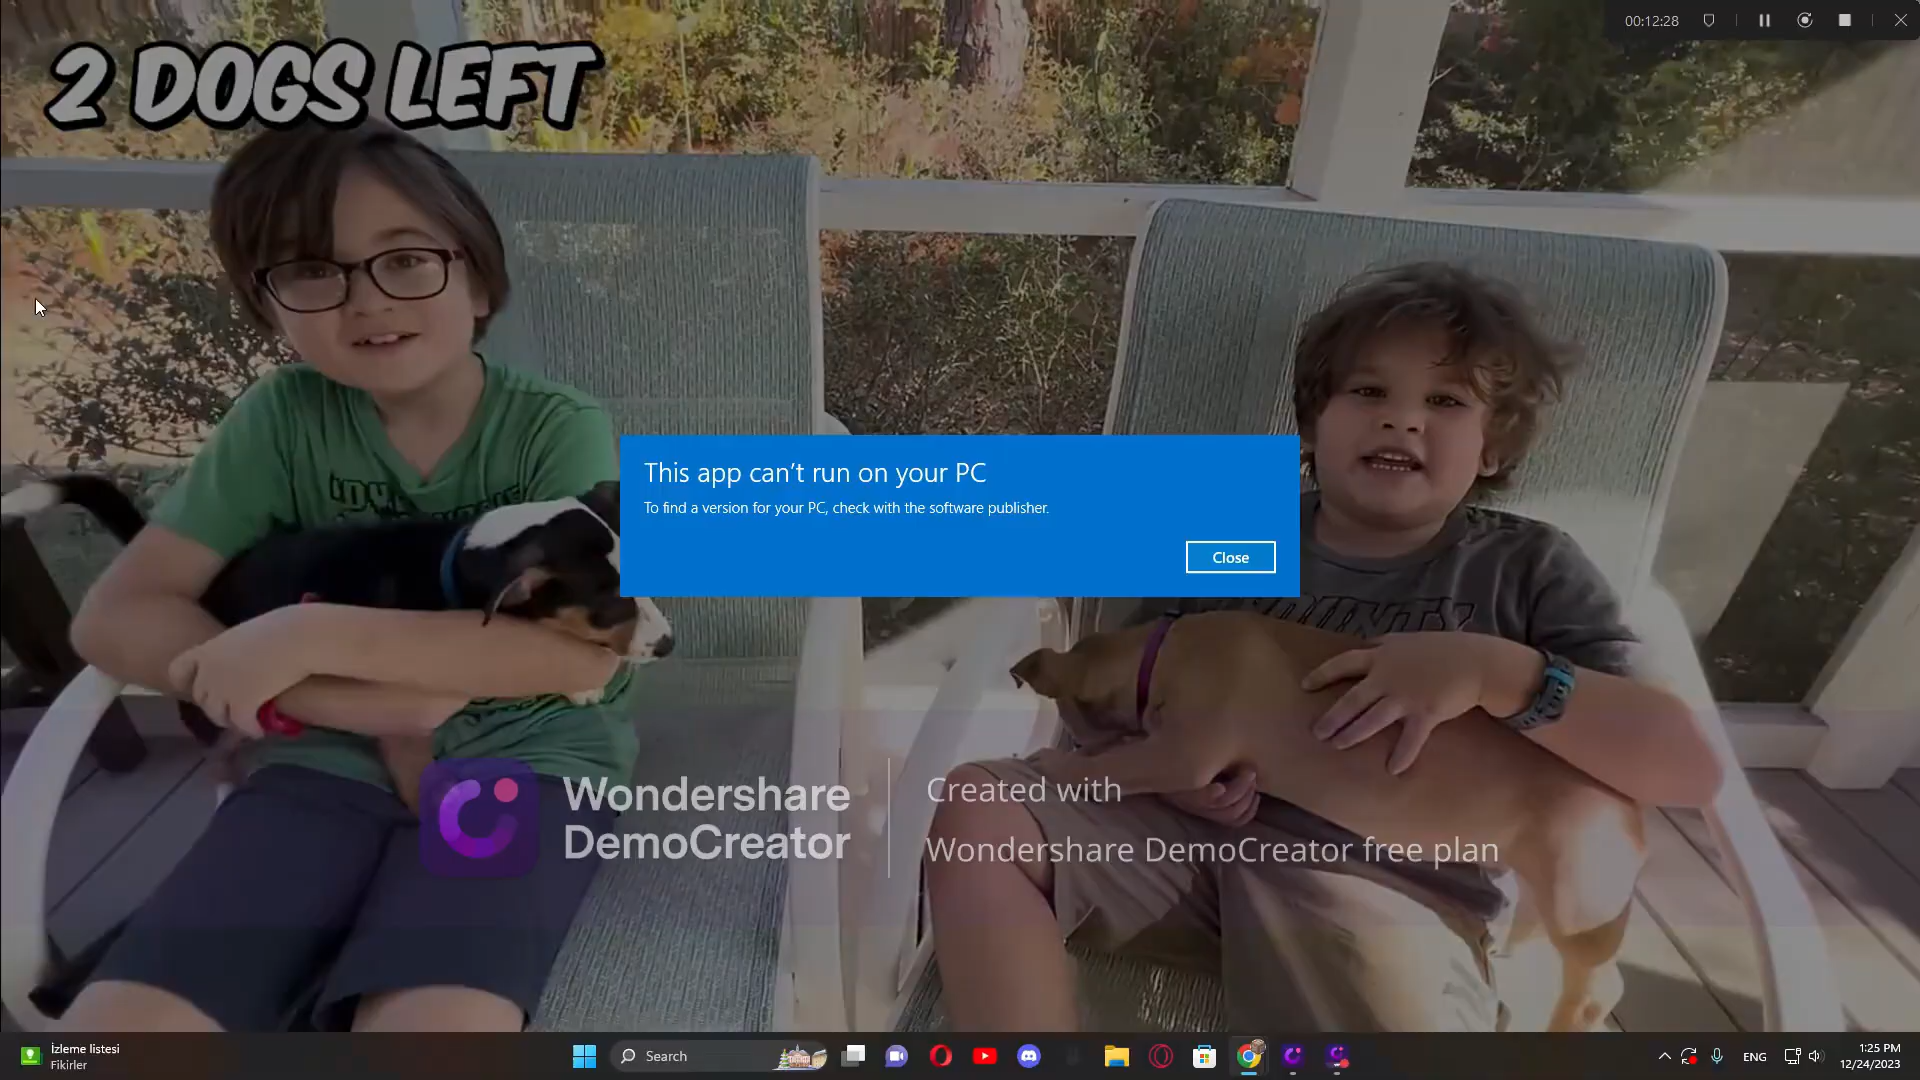 00:12:28
2 DOGS LEFT
This app can't run on your PC
To find a version for your PC, check with the software publisher.
Close
Wondershare
DemoCreator
Created with
Wondershare DemoCreator free plan
İzleme listesi
Fikirler
Search
ENG
1:25 PM
12/24/2023